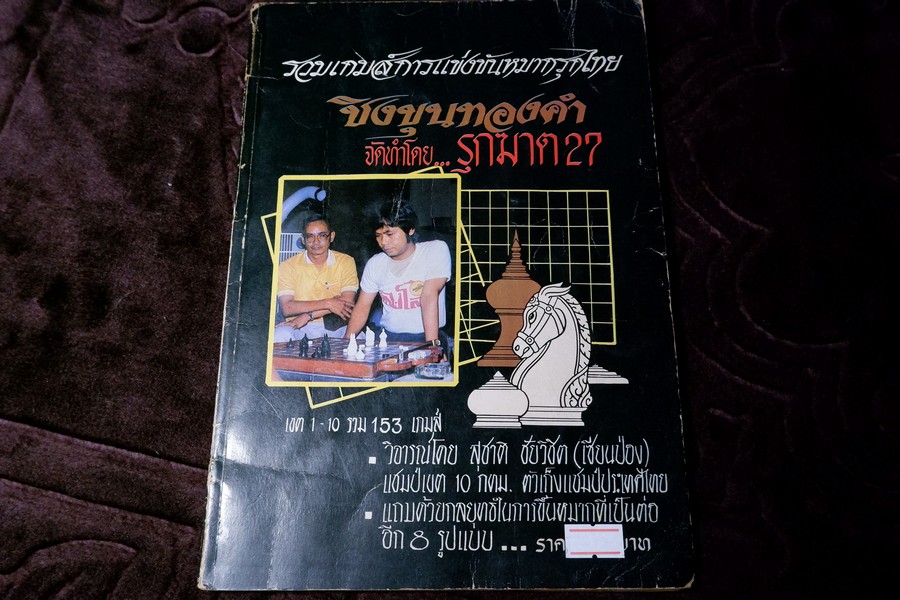 รวมเกมส์การแข่งขันหมากรุกไทย
ชิงขุนทองคำ
จัดทำโดย... รุกฆาต 27
เขต 1 - 10 รวม 153 เกมส์
▪ วิจารณ์โดย สุชาติ ชัยวิชิต (เซียนป่อง)
แชมป์เขต 10 กทม. ตัวเก็งแชมป์ประเทศไทย
▪ แถมด้วยกลยุทธในการขึ้นหมากที่เป็นต่อ
อีก 8 รูปแบบ ... ราคา บาท